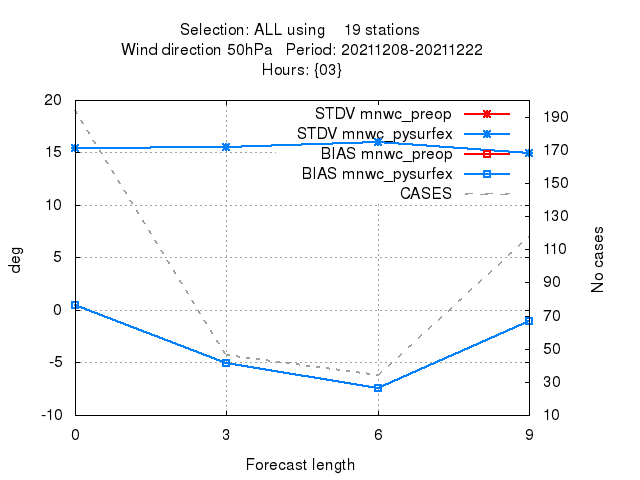 Selection: ALL using 19 stations
Wind direction 50hPa Period: 20211208-20211222
Hours: {03}
STDV mnwc_preop
STDV mnwc_pysurfex
BIAS mnwc_preop
BIAS mnwc_pysurfex
CASES
20
15
10
5
0
-5
-10
deg
190
170
150
130
110
90
70
50
30
10
No cases
0 3 6 9
Forecast length